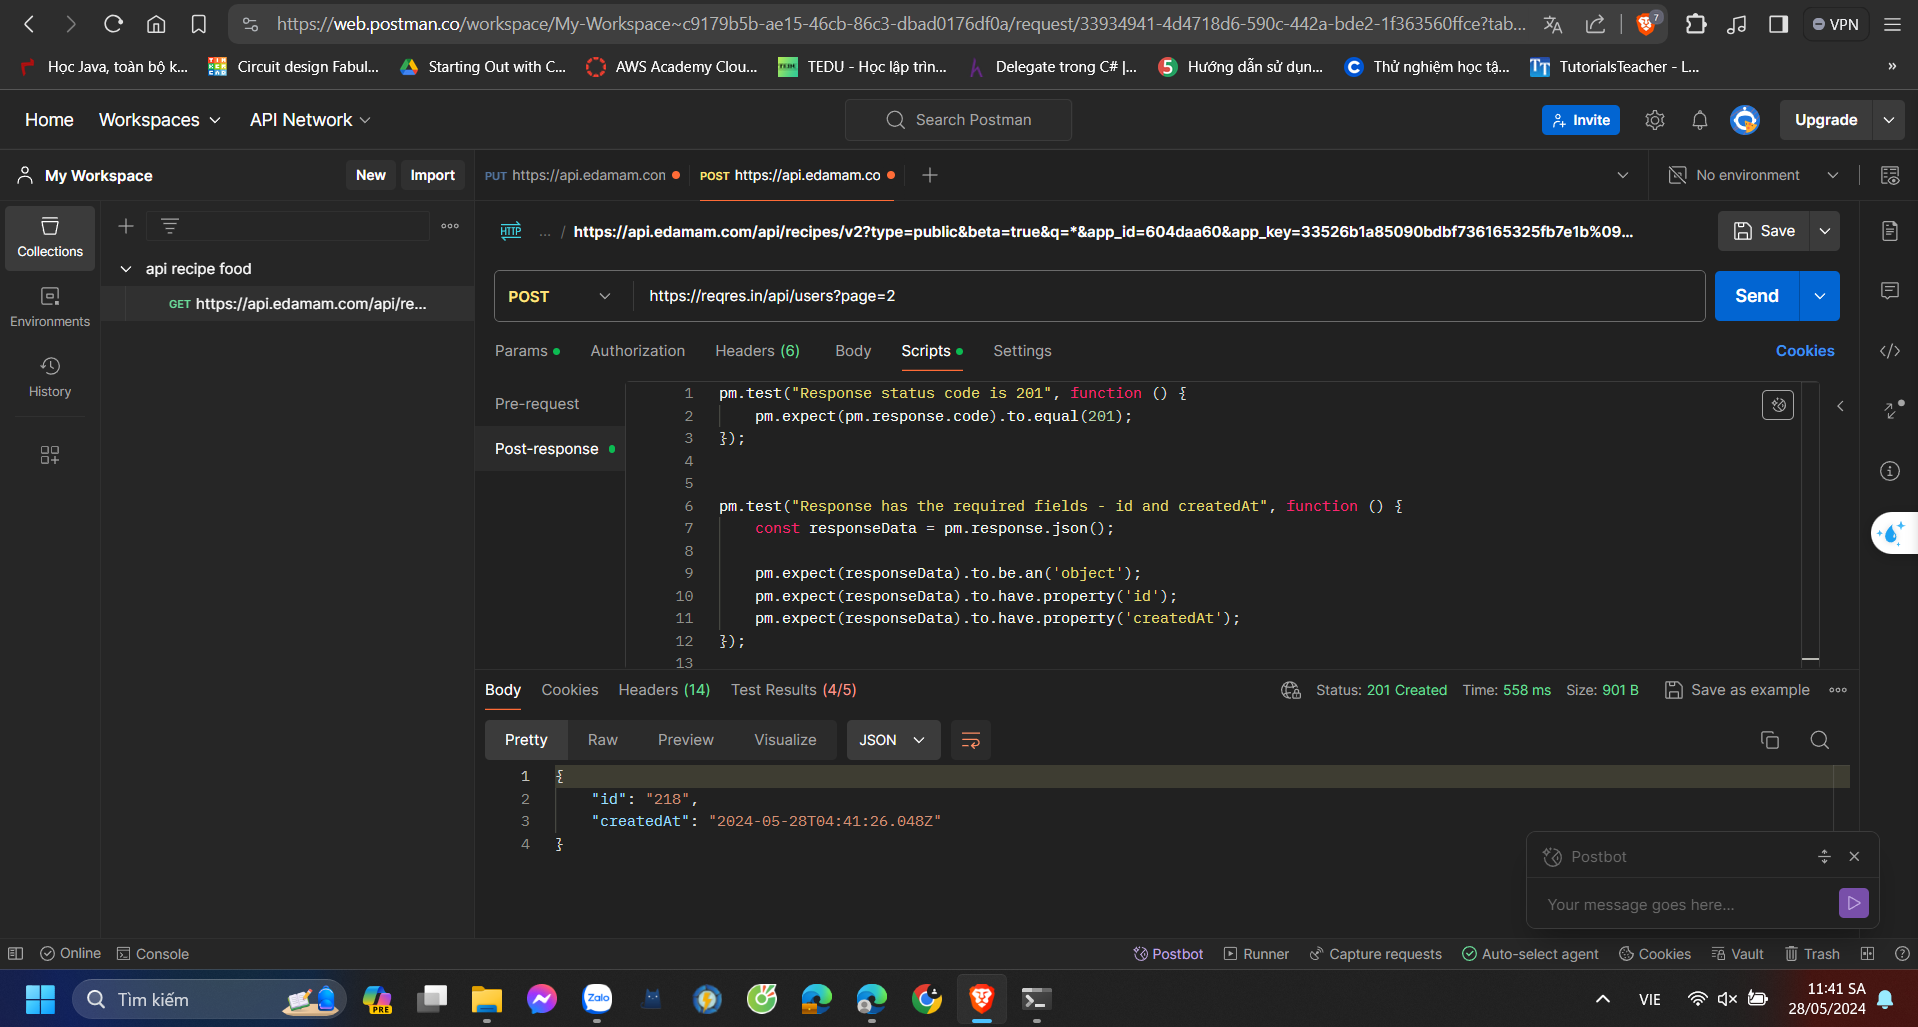 https://web.postman.co/workspace/My-Workspace~c9179b5b-ae15-46cb-86c3-dbad0176df0a/request/33934941-4d4718d6-590c-442a-bde2-1f363560ffce?tab...
7
VPN
Học Java, toàn bộ k...
Circuit design Fabul...
Starting Out with C...
AWS Academy Clou...
TEDU - Học lập trìn...
Delegate trong C# |...
Hướng dẫn sử dụn...
Thử nghiệm học tậ...
TutorialsTeacher - L...
»
Home
Workspaces
API Network
Search Postman
Invite
Upgrade
My Workspace
New
Import
PUT https://api.edamam.con
POST https://api.edamam.co
No environment
Collections
api recipe food
GET https://api.edamam.com/api/re...
Environments
History
HTTP
... / https://api.edamam.com/api/recipes/v2?type=public&beta=true&q=*&app_id=604daa60&app_key=33526b1a85090bdbf736165325fb7e1b%09...
Save
POST
https://reqres.in/api/users?page=2
Send
Params
Authorization
Headers (6)
Body
Scripts
Settings
Cookies
Pre-request
Post-response
1 pm.test("Response status code is 201", function () {
2 pm.expect(pm.response.code).to.equal(201);
3 });
4
5
6 pm.test("Response has the required fields - id and createdAt", function () {
7 const responseData = pm.response.json();
8
9 pm.expect(responseData).to.be.an('object');
10 pm.expect(responseData).to.have.property('id');
11 pm.expect(responseData).to.have.property('createdAt');
12 });
13
Body
Cookies
Headers (14)
Test Results (4/5)
Status: 201 Created
Time: 558 ms
Size: 901 B
Save as example
Pretty
Raw
Preview
Visualize
JSON
1 {
2 "id": "218",
3 "createdAt": "2024-05-28T04:41:26.048Z"
4 }
Postbot
Your message goes here...
Online
Console
Postbot
Runner
Capture requests
Auto-select agent
Cookies
Vault
Trash
Tìm kiếm
PRE
Zalo
VIE
11:41 SA
28/05/2024